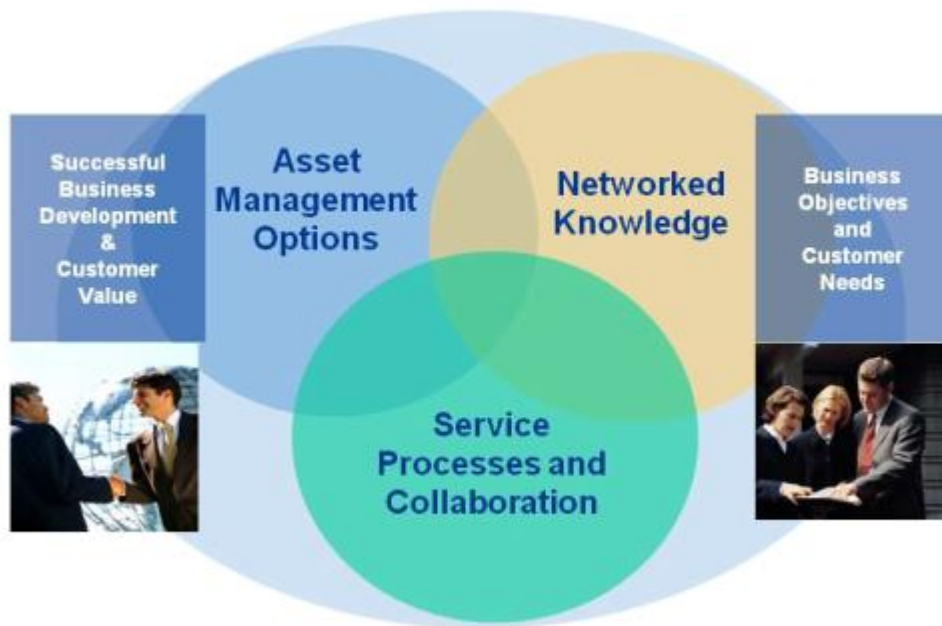 Successful
Business
Development
&
Customer
Value
Asset
Management
Options
Networked
Knowledge
Business
Objectives
and
Customer
Needs
Service
Processes and
Collaboration